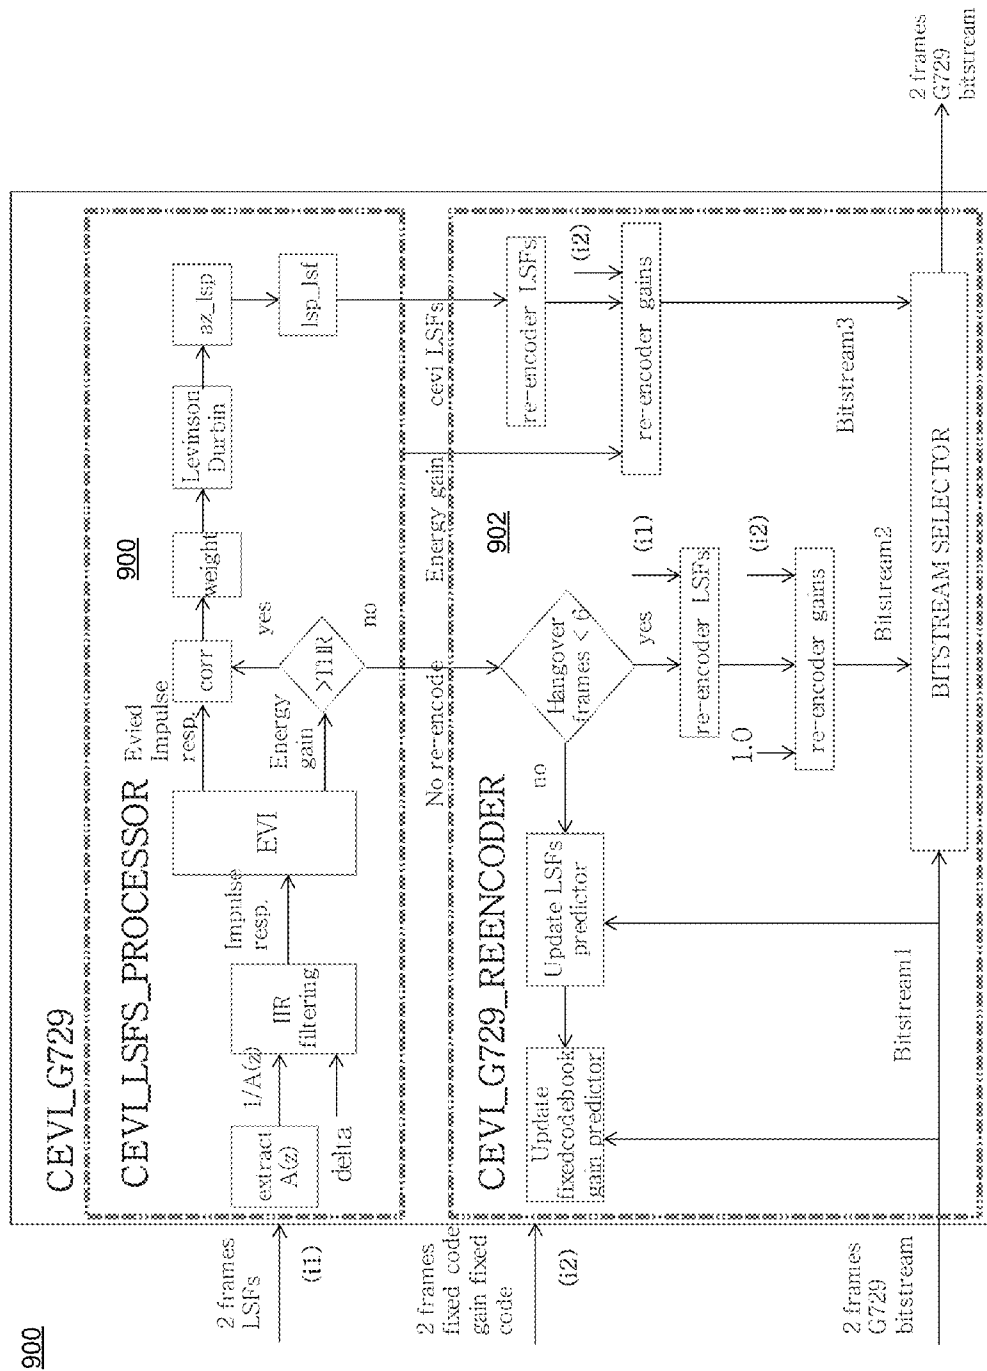 900
CEVI_G729
CEVI_LSFS_PROCESSOR
900
2 frames
LSFs
(i1)
extract
A(z)
1/A(z)
delta
IIR
filtering
Impulse
resp.
EVI
Evied
Impulse
resp.
Energy
gain
>THR
yes
no
corr
weight
Levinson
Durbin
az_lsp
lsp_lsf
No re-encode
Energy gain
cevi LSFs
CEVI_G729_REENCODER
902
2 frames
fixed code
gain fixed
code
(i2)
Update
fixedcodebook
gain predictor
Update LSFs
predictor
no
Hangover
frames < 6
yes
(i1)
re-encoder LSFs
(i2)
1.0
re-encoder gains
re-encoder LSFs
(i2)
re-encoder gains
Bitstream1
Bitstream2
Bitstream3
BITSTREAM SELECTOR
2 frames
G729
bitstream
2 frames
G729
bitstream